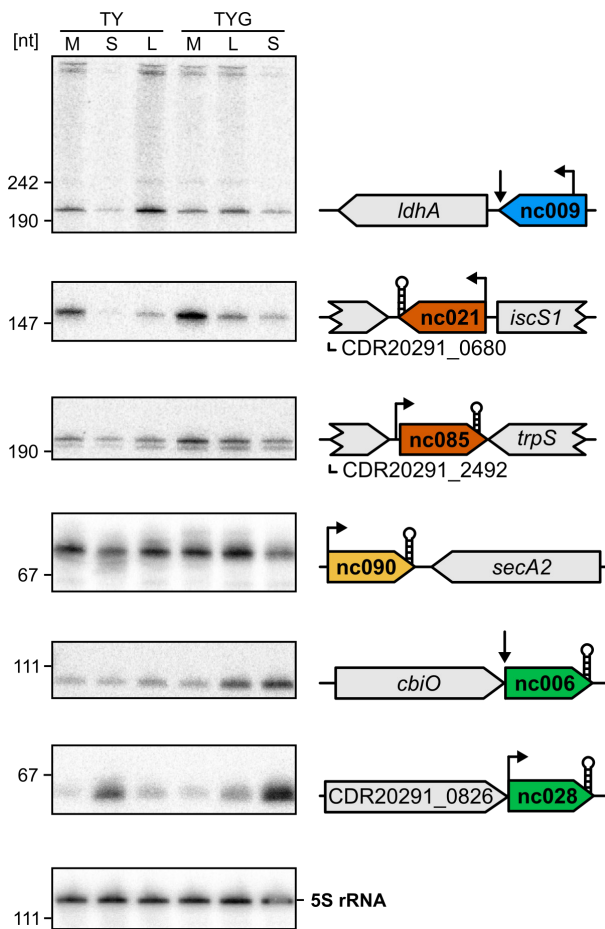 TY TYG
[nt] M S L M L S
242
190
ldhA nc009
147
nc021 iscS1
CDR20291_0680
190
nc085 trpS
CDR20291_2492
67
nc090 secA2
111
cbiO nc006
67
CDR20291_0826 nc028
5S rRNA
111